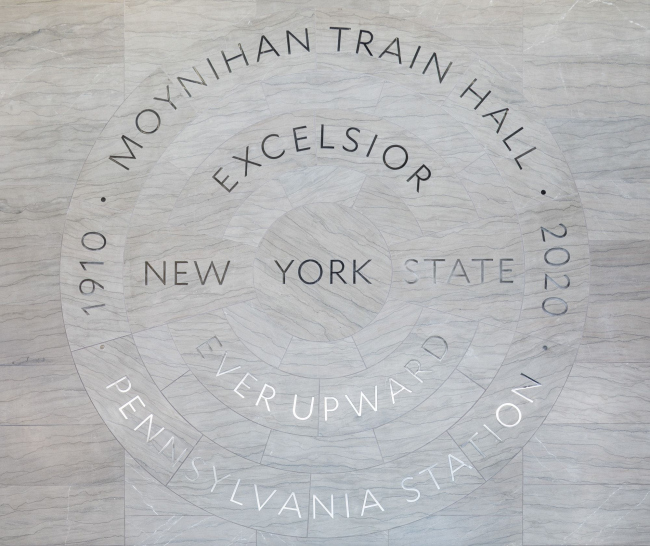 MOYNIHAN TRAIN HALL
EXCELSIOR
1910 • NEW YORK STATE • 2020
EVER UPWARD
PENNSYLVANIA STATION